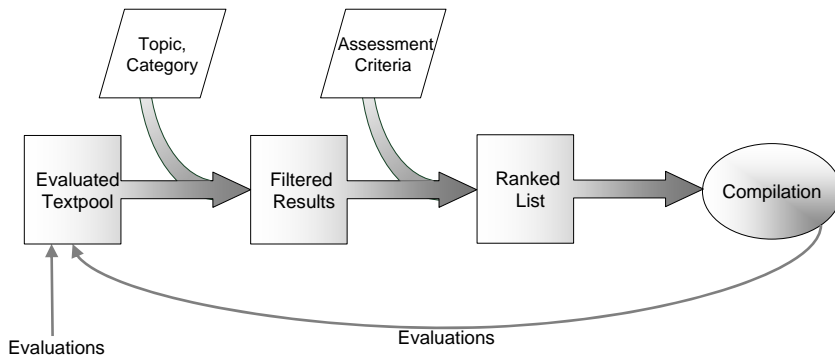 Topic,
Category
Assessment
Criteria
Evaluated
Textpool
Filtered
Results
Ranked
List
Compilation
Evaluations
Evaluations